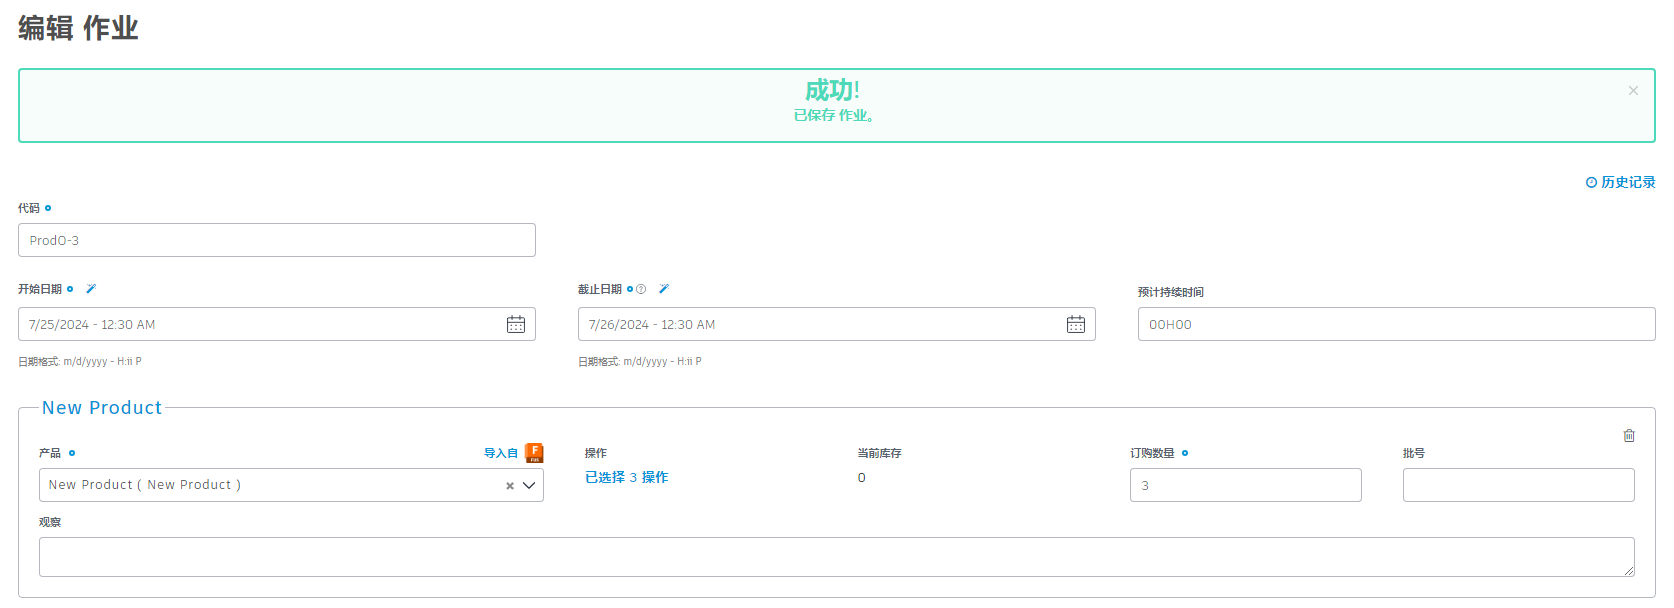 编辑 作业
成功!
已保存 作业。
历史记录
代码
ProdO-3
开始日期
截止日期
预计持续时间
7/25/2024 - 12:30 AM
7/26/2024 - 12:30 AM
00H00
日期格式: m/d/yyyy - H:ii P
日期格式: m/d/yyyy - H:ii P
New Product
产品
导入自
操作
当前库存
订购数量
批号
New Product ( New Product )
已选择 3 操作
0
3
观察